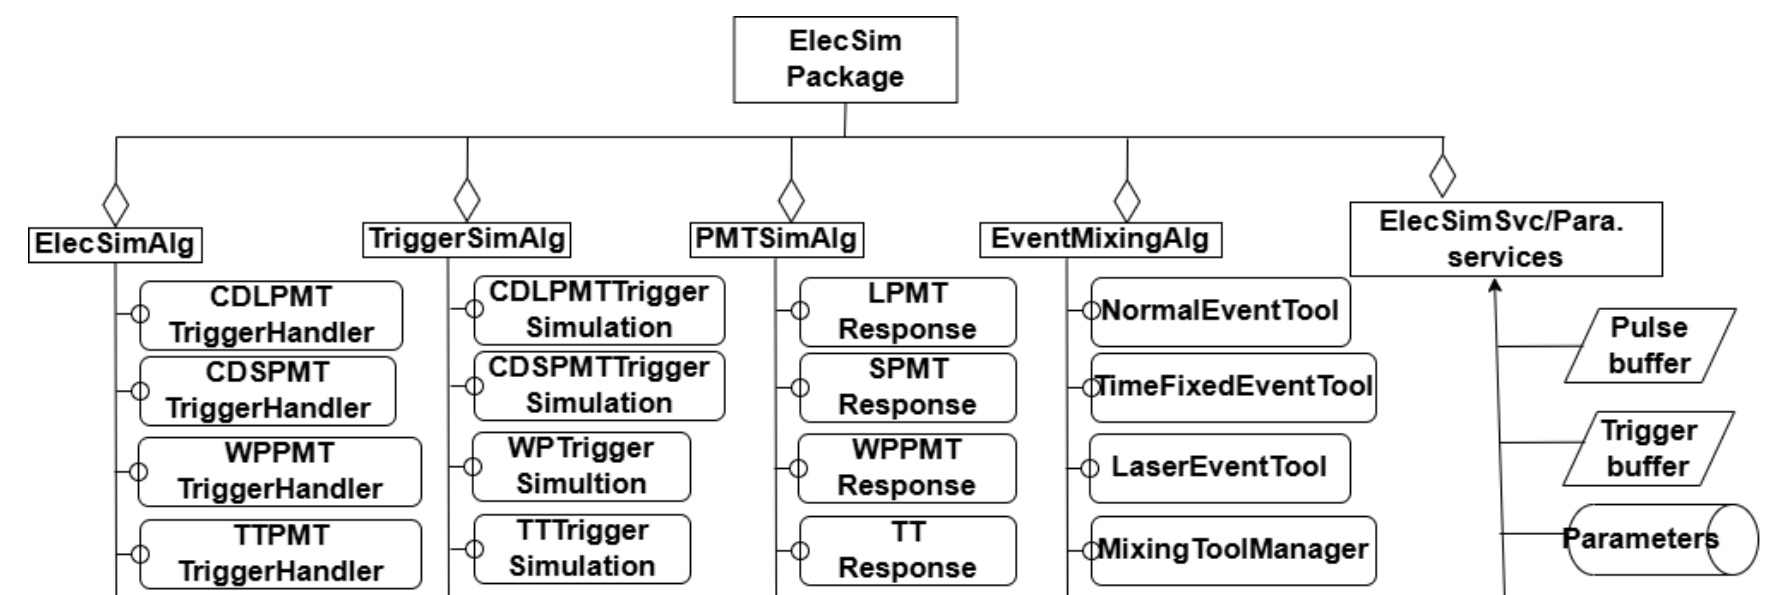 ElecSim
Package
ElecSimAlg
CDLPMT
TriggerHandler
CDSPMT
TriggerHandler
WPPMT
TriggerHandler
TTPMT
TriggerHandler
TriggerSimAlg
CDLPMTTrigger
Simulation
CDSPMTTrigger
Simulation
WPTrigger
Simultion
TTTrigger
Simulation
PMTSimAlg
LPMT
Response
SPMT
Response
WPPMT
Response
TT
Response
EventMixingAlg
NormalEventTool
TimeFixedEventTool
LaserEventTool
MixingToolManager
ElecSimSvc/Para.
services
Pulse
buffer
Trigger
buffer
Parameters